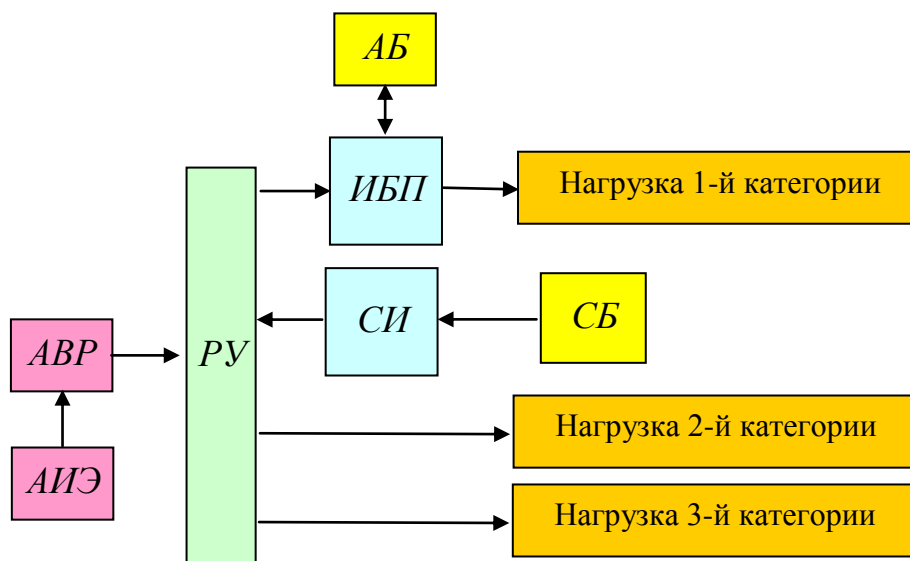 АБ
ИБП
Нагрузка 1-й категории
СИ
СБ
АВР
РУ
Нагрузка 2-й категории
АИЭ
Нагрузка 3-й категории